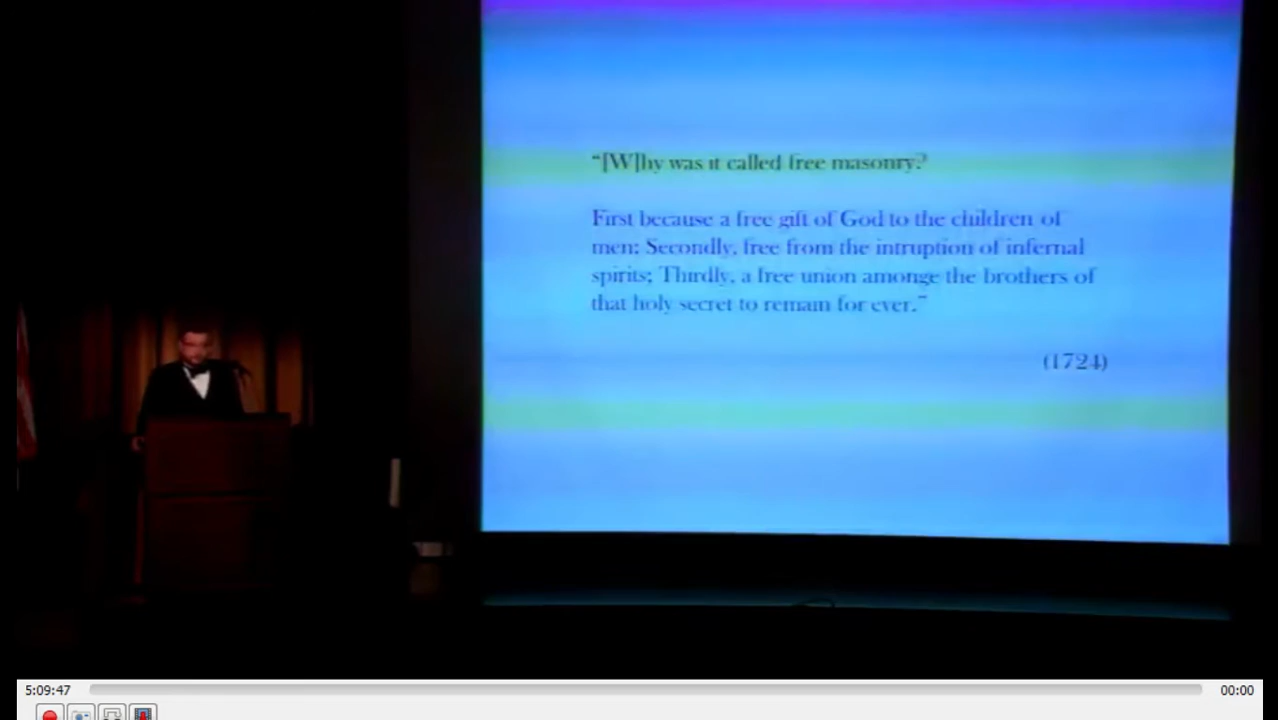 "[W]hy was it called free masonry?
First because a free gift of God to the children of
men; Secondly, free from the intruption of infernal
spirits; Thirdly, a free union amonge the brothers of
that holy secret to remain for ever."
(1724)
5:09:47
00:00